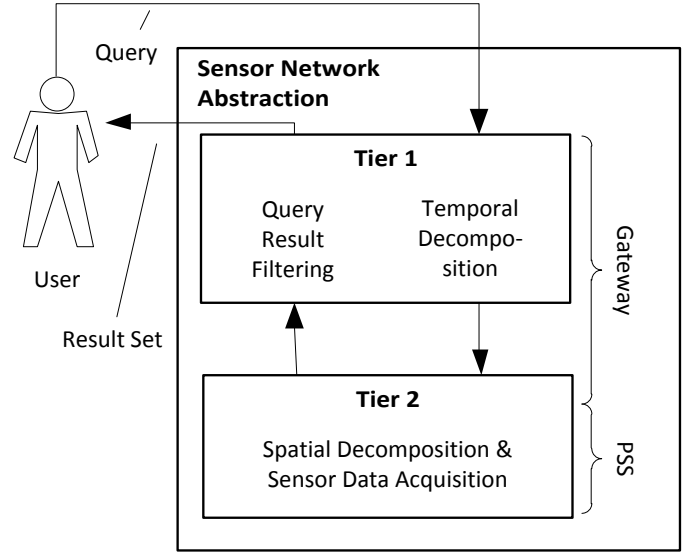 Query
Sensor Network
Abstraction
Tier 1
Query
Result
Filtering
Temporal
Decompo-
sition
Gateway
User
Result Set
Tier 2
Spatial Decomposition &
Sensor Data Acquisition
PSS